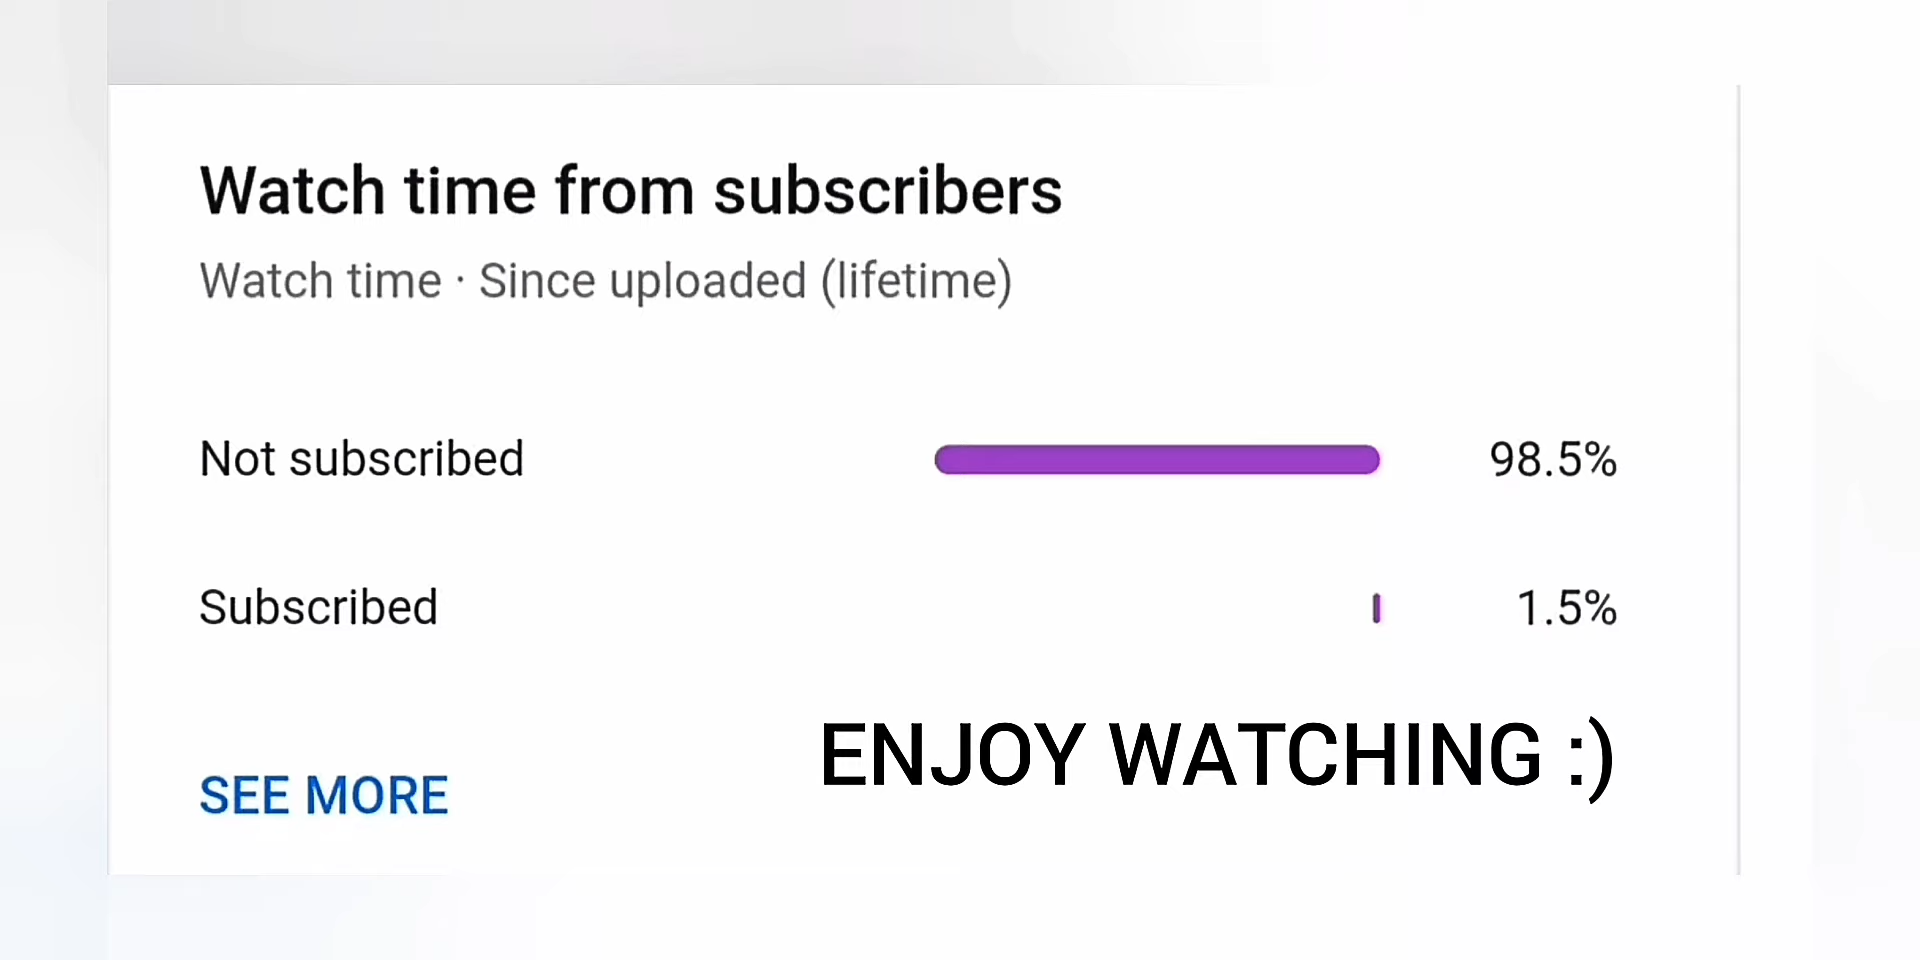 Watch time from subscribers
Watch time · Since uploaded (lifetime)
Not subscribed 98.5%
Subscribed 1.5%
ENJOY WATCHING :)
SEE MORE